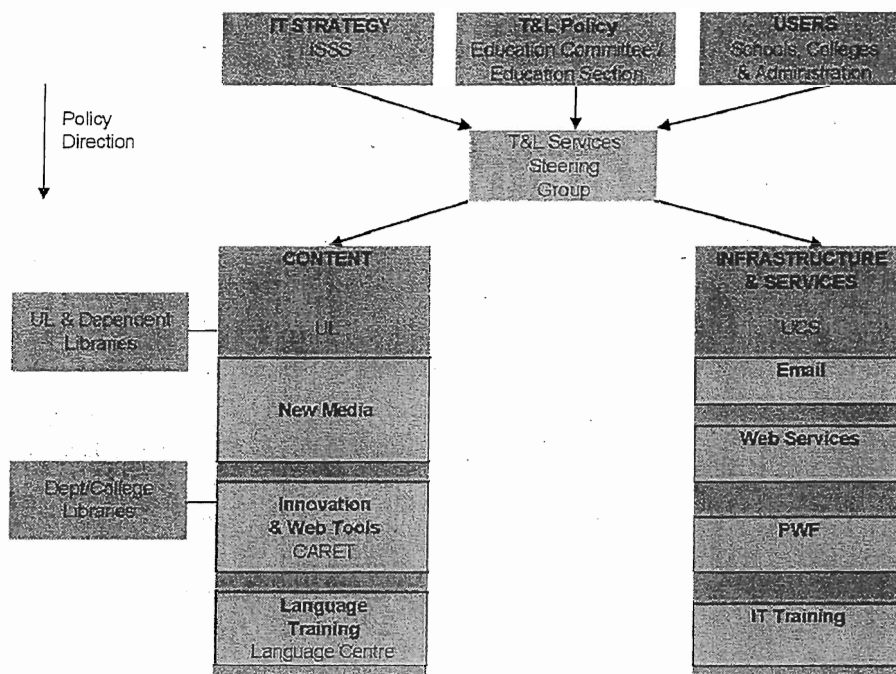 IT STRATEGY
ISSS
T&L Policy
Education Committee /
Education Section
USERS
Schools, Colleges
& Administration
Policy
Direction
T&L Services
Steering
Group
CONTENT
UL
INFRASTRUCTURE
& SERVICES
UCS
UL & Dependent
Libraries
Email
New Media
Web Services
Dept/College
Libraries
Innovation
& Web Tools
CARET
PWF
Language
Training
Language Centre
IT Training